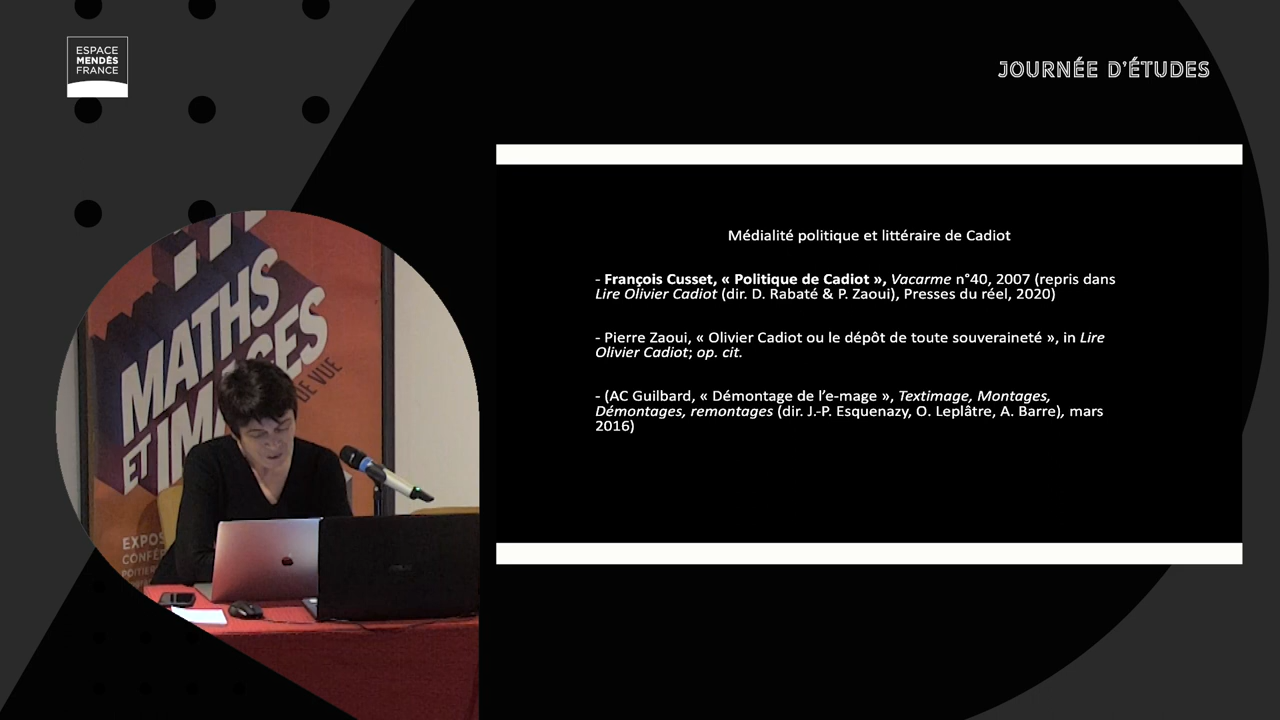 ESPACE
MENDÈS
FRANCE
JOURNÉE D'ÉTUDES
Médialité politique et littéraire de Cadiot
- François Cusset, « Politique de Cadiot », Vacarme n°40, 2007 (repris dans
Lire Olivier Cadiot (dir. D. Rabaté & P. Zaoui), Presses du réel, 2020)
- Pierre Zaoui, « Olivier Cadiot ou le dépôt de toute souveraineté », in Lire
Olivier Cadiot; op. cit.
- (AC Guilbard, « Démontage de l'e-mage », Textimage, Montages,
Démontages, remontages (dir. J.-P. Esquenazy, O. Leplâtre, A. Barre), mars
2016)
MATHS
ET
DE VUE